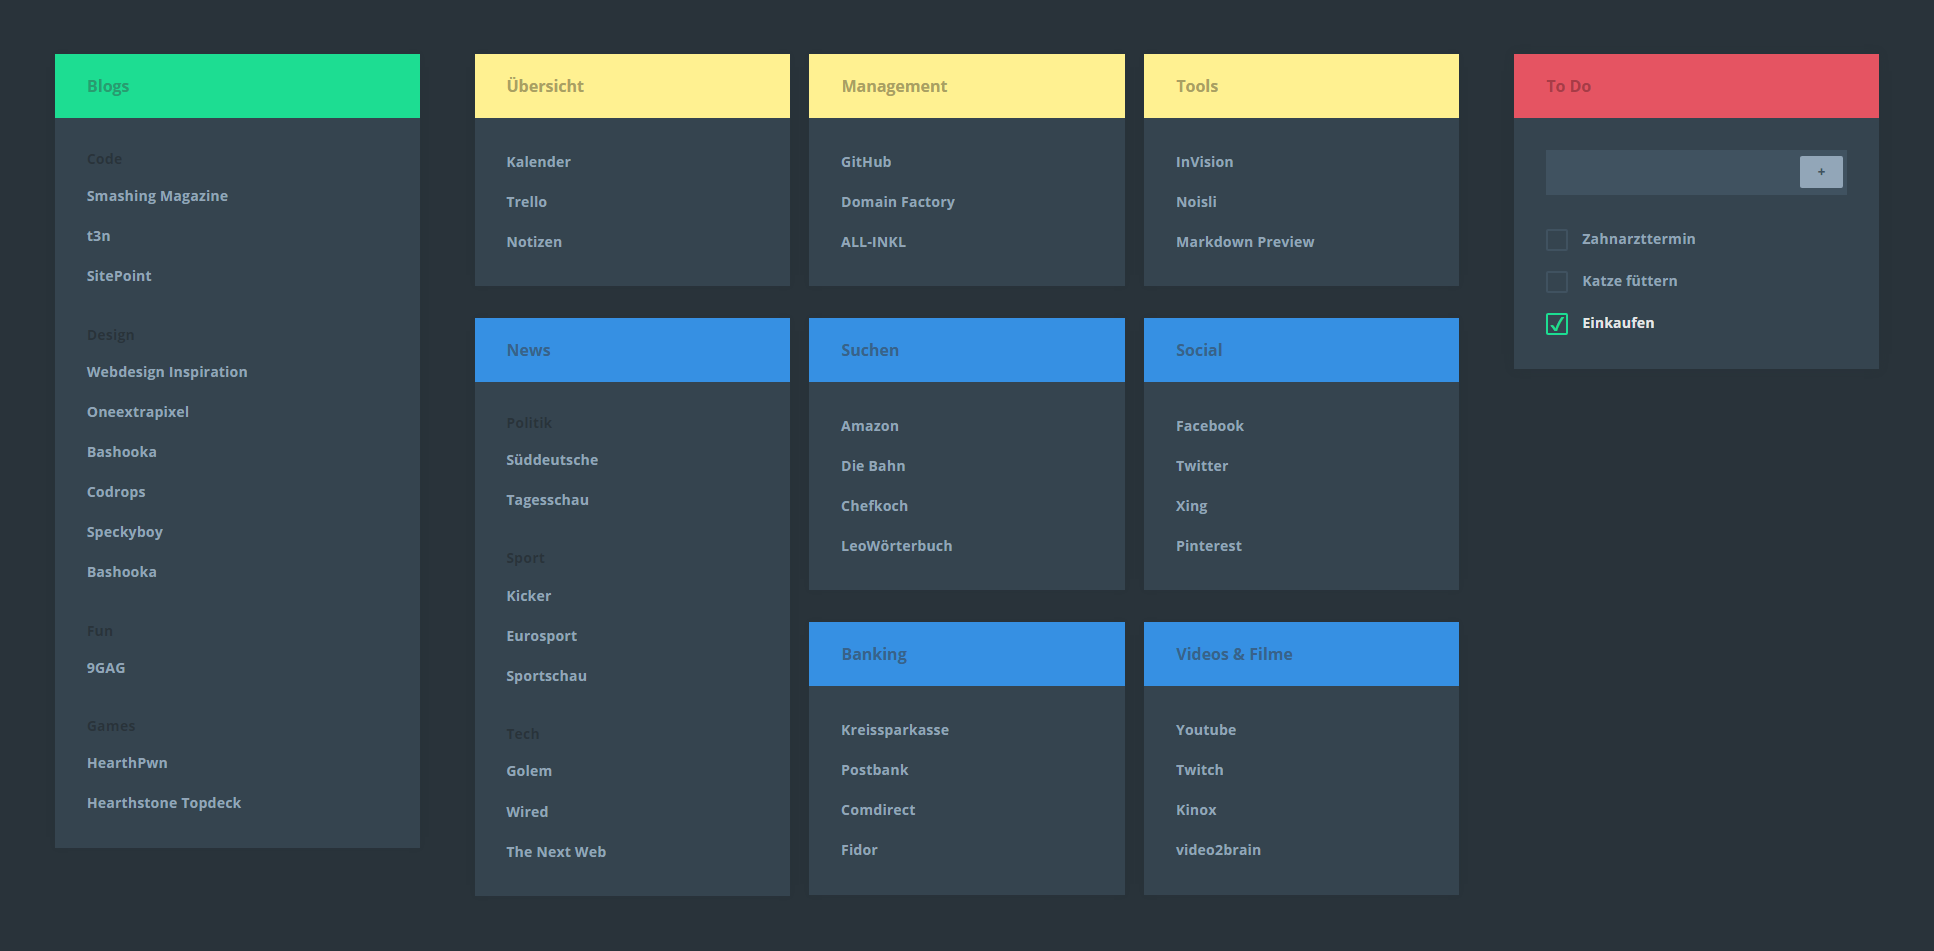 Blogs
Code
Smashing Magazine
t3n
SitePoint
Design
Webdesign Inspiration
Oneextrapixel
Bashooka
Codrops
Speckyboy
Bashooka
Fun
9GAG
Games
HearthPwn
Hearthstone Topdeck
Übersicht
Kalender
Trello
Notizen
Management
GitHub
Domain Factory
ALL-INKL
Tools
InVision
Noisli
Markdown Preview
News
Politik
Süddeutsche
Tagesschau
Sport
Kicker
Eurosport
Sportschau
Tech
Golem
Wired
The Next Web
Suchen
Amazon
Die Bahn
Chefkoch
LeoWörterbuch
Social
Facebook
Twitter
Xing
Pinterest
Banking
Kreissparkasse
Postbank
Comdirect
Fidor
Videos & Filme
Youtube
Twitch
Kinox
video2brain
To Do
+
Zahnarzttermin
Katze füttern
Einkaufen